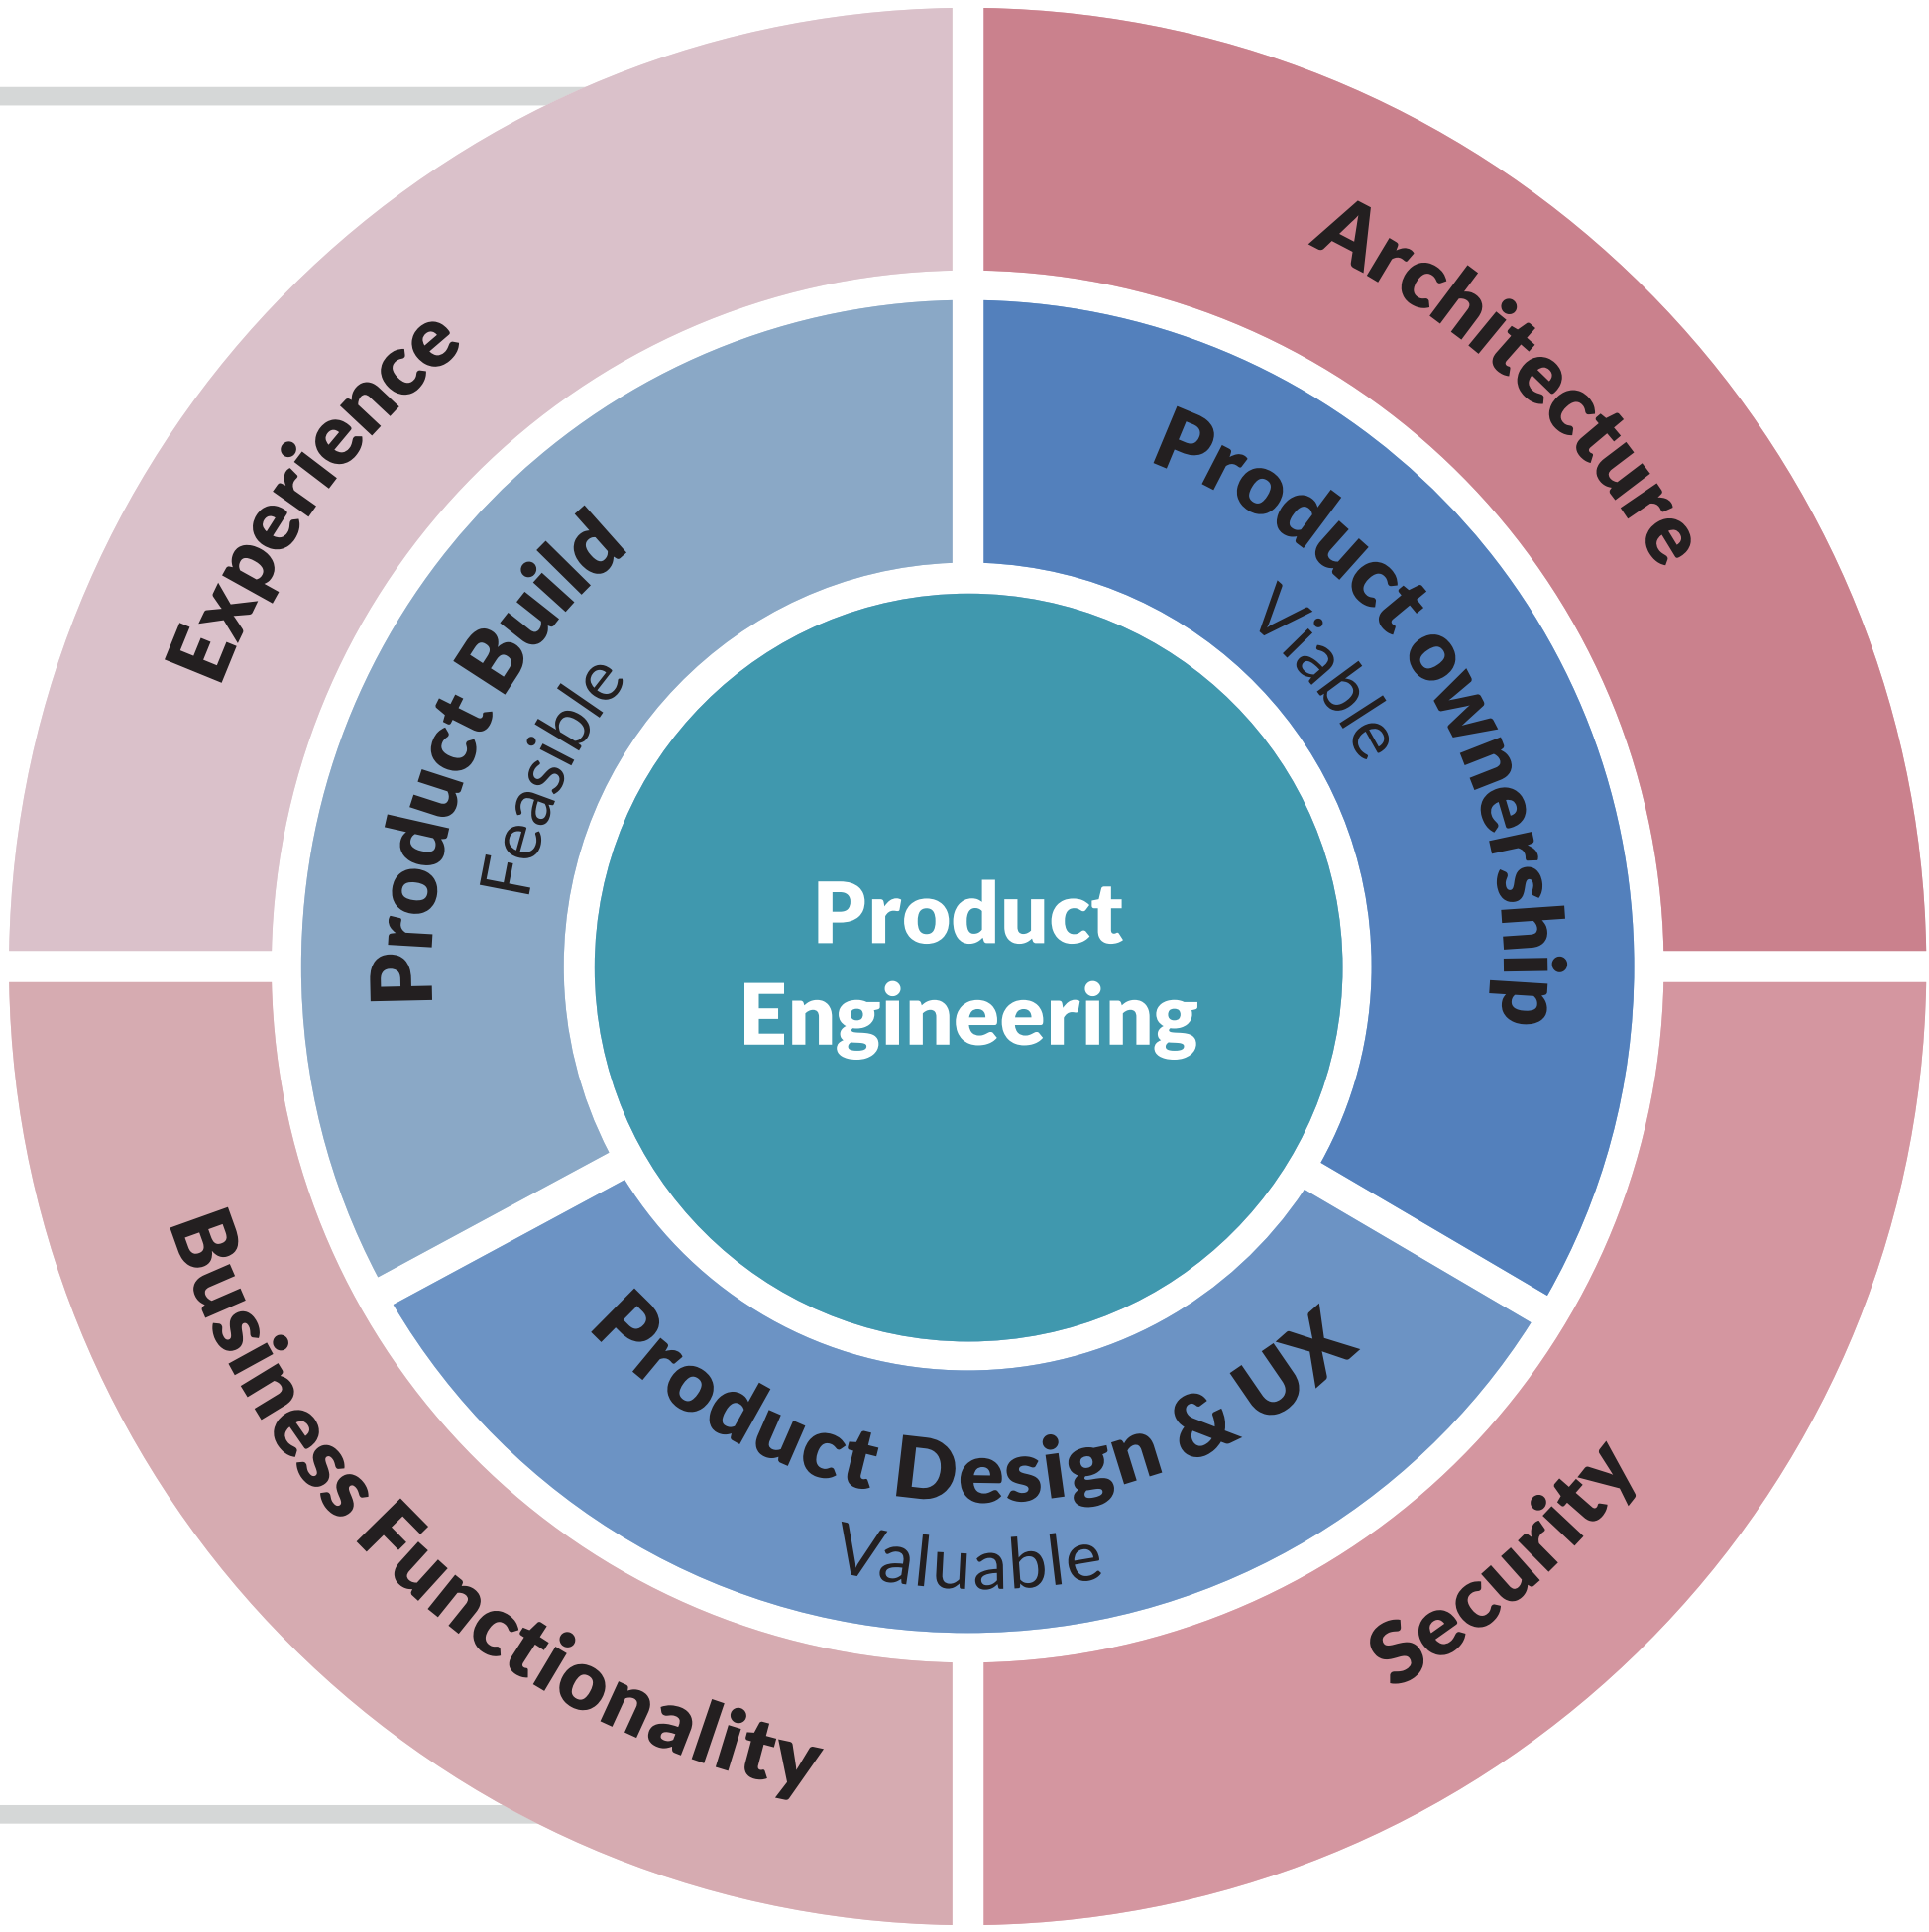 Experience
Architecture
Product Build
Feasible
Product ownership
Viable
Product
Engineering
Product Design & UX
Valuable
Business Functionality
Security